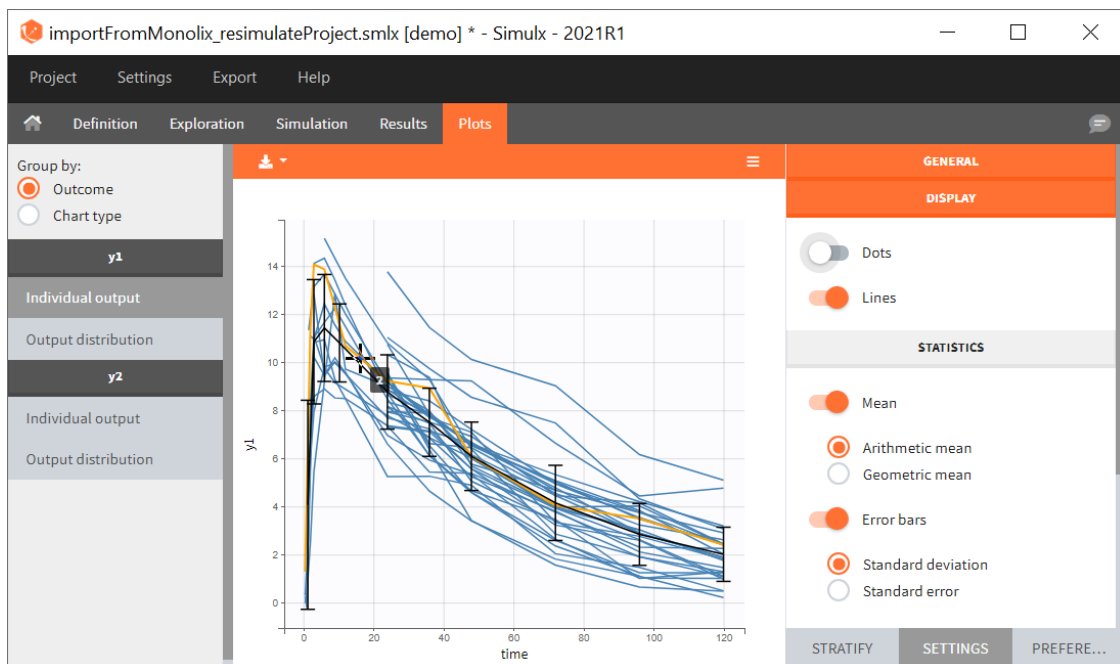 importFromMonolix_resimulateProject.smlx [demo] * - Simulx - 2021R1
Project Settings Export Help
Definition Exploration Simulation Results Plots
Group by:
Outcome
Chart type
y1
Individual output
Output distribution
y2
Individual output
Output distribution
14
12
10
8
6
4
2
0
y1
0 20 40 60 80 100 120
time
GENERAL
DISPLAY
Dots
Lines
STATISTICS
Mean
Arithmetic mean
Geometric mean
Error bars
Standard deviation
Standard error
STRATIFY SETTINGS PREFERE...